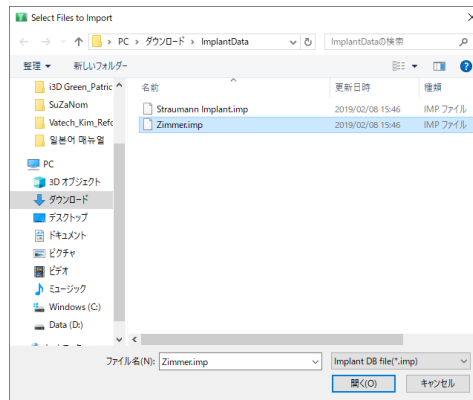 Select Files to Import
PC › ダウンロード › ImplantData
ImplantDataの検索
整理
新しいフォルダー
名前
更新日時
種類
i3D Green_Patric
SuZaNom
Vatech_Kim_Refc
일본어 매뉴얼
PC
3D オブジェクト
ダウンロード
デスクトップ
ドキュメント
ピクチャ
ビデオ
ミュージック
Windows (C:)
Data (D:)
Straumann Implant.imp
2019/02/08 15:46
IMP ファイル
Zimmer.imp
2019/02/08 15:46
IMP ファイル
ファイル名(N):
Zimmer.imp
Implant DB file(*.imp)
開く(O)
キャンセル